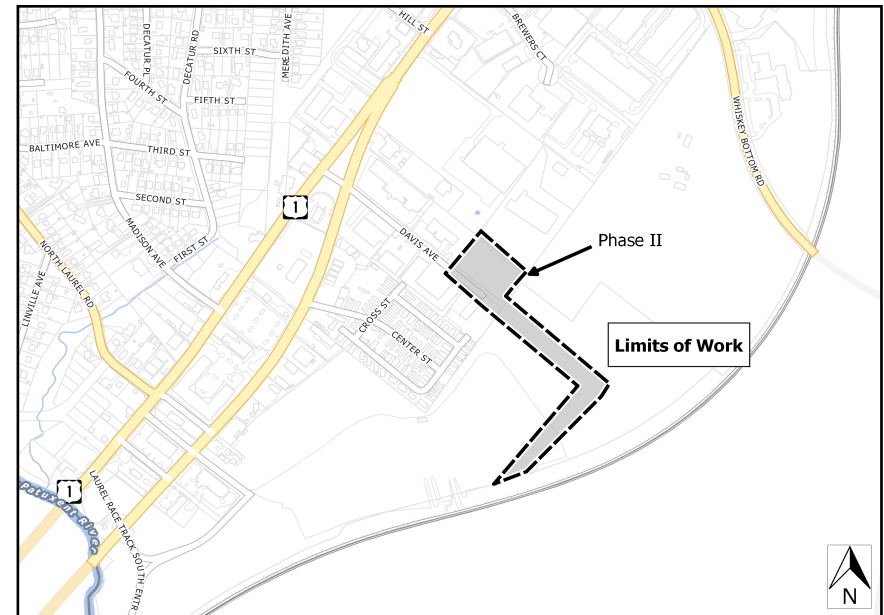 HILL ST
BREWERS CT
DECATUR PL
DECATUR RD
SIXTH ST
MEREDITH AVE
FOURTH ST
FIFTH ST
WHISKEY BOTTOM RD
BALTIMORE AVE
THIRD ST
SECOND ST
1
MADISON AVE
FIRST ST
DAVIS AVE
Phase II
NORTH LAUREL RD
LINVILLE AVE
CROSS ST
CENTER ST
Limits of Work
1
Patuxent River
LAUREL RACE TRACK SOUTH ENTR
N